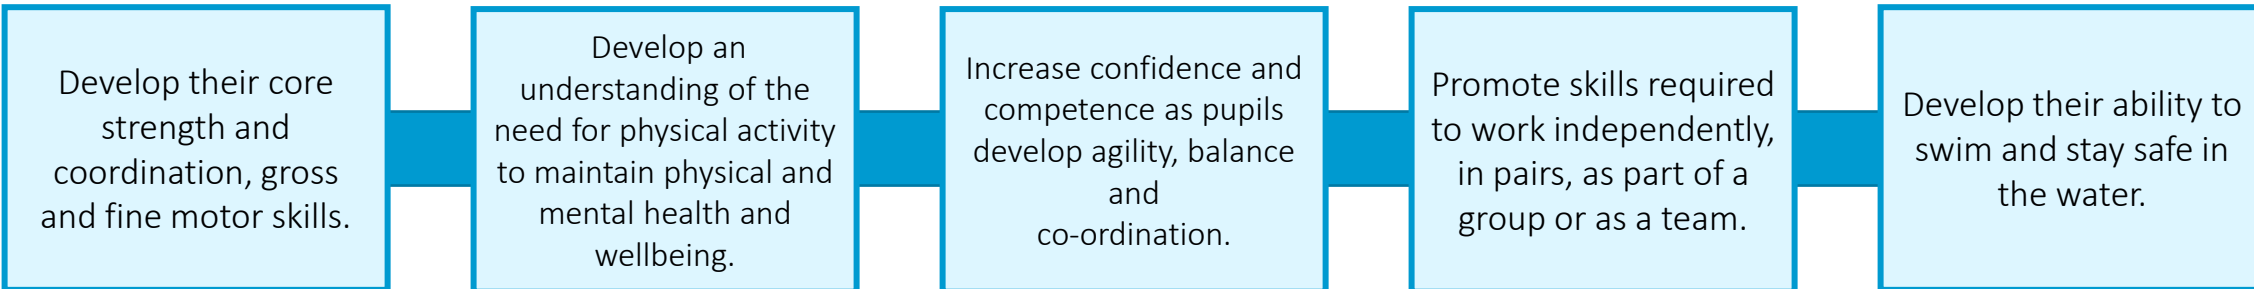 Develop their core
strength and
coordination, gross
and fine motor skills.
Develop an
understanding of the
need for physical activity
to maintain physical and
mental health and
wellbeing.
Increase confidence and
competence as pupils
develop agility, balance
and
co-ordination.
Promote skills required
to work independently,
in pairs, as part of a
group or as a team.
Develop their ability to
swim and stay safe in
the water.